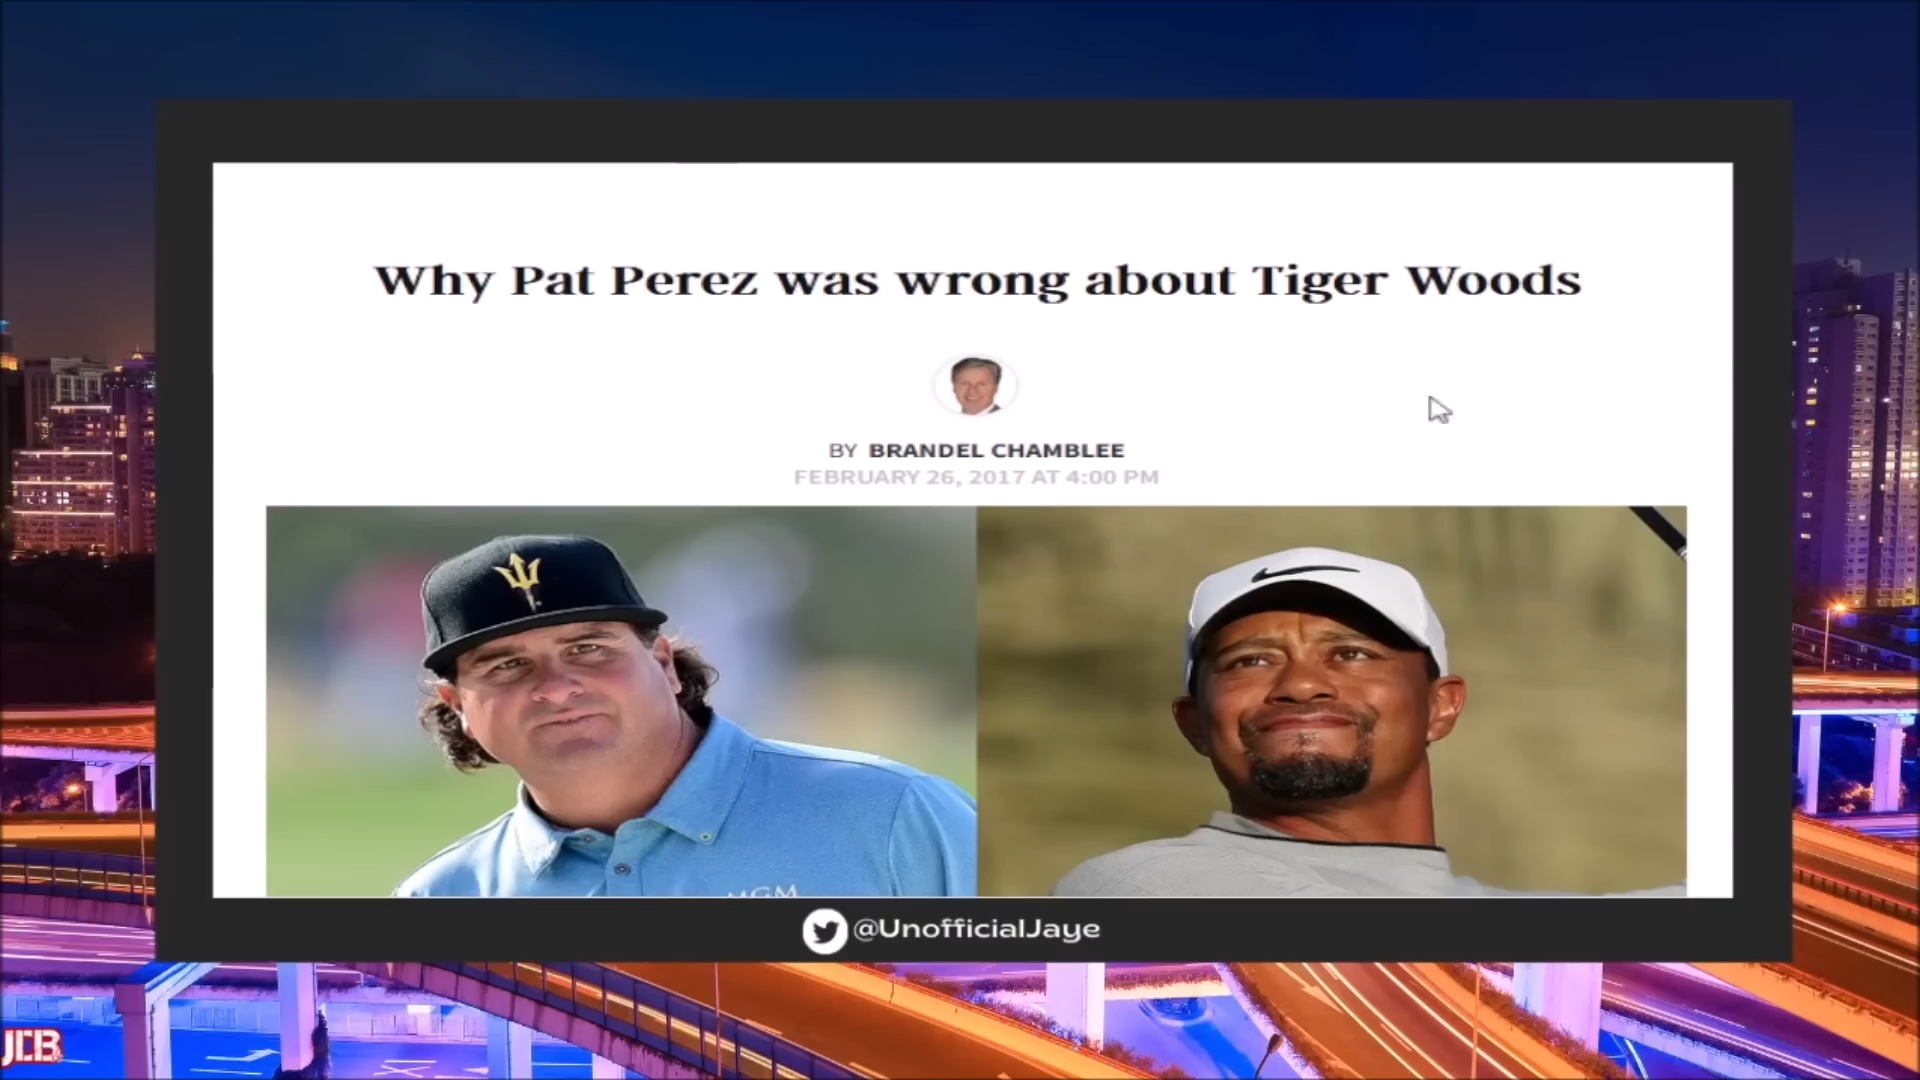 Why Pat Perez was wrong about Tiger Woods
BY BRANDEL CHAMBLEE
FEBRUARY 26, 2017 AT 4:00 PM
MGM
@UnofficialJaye
JCB